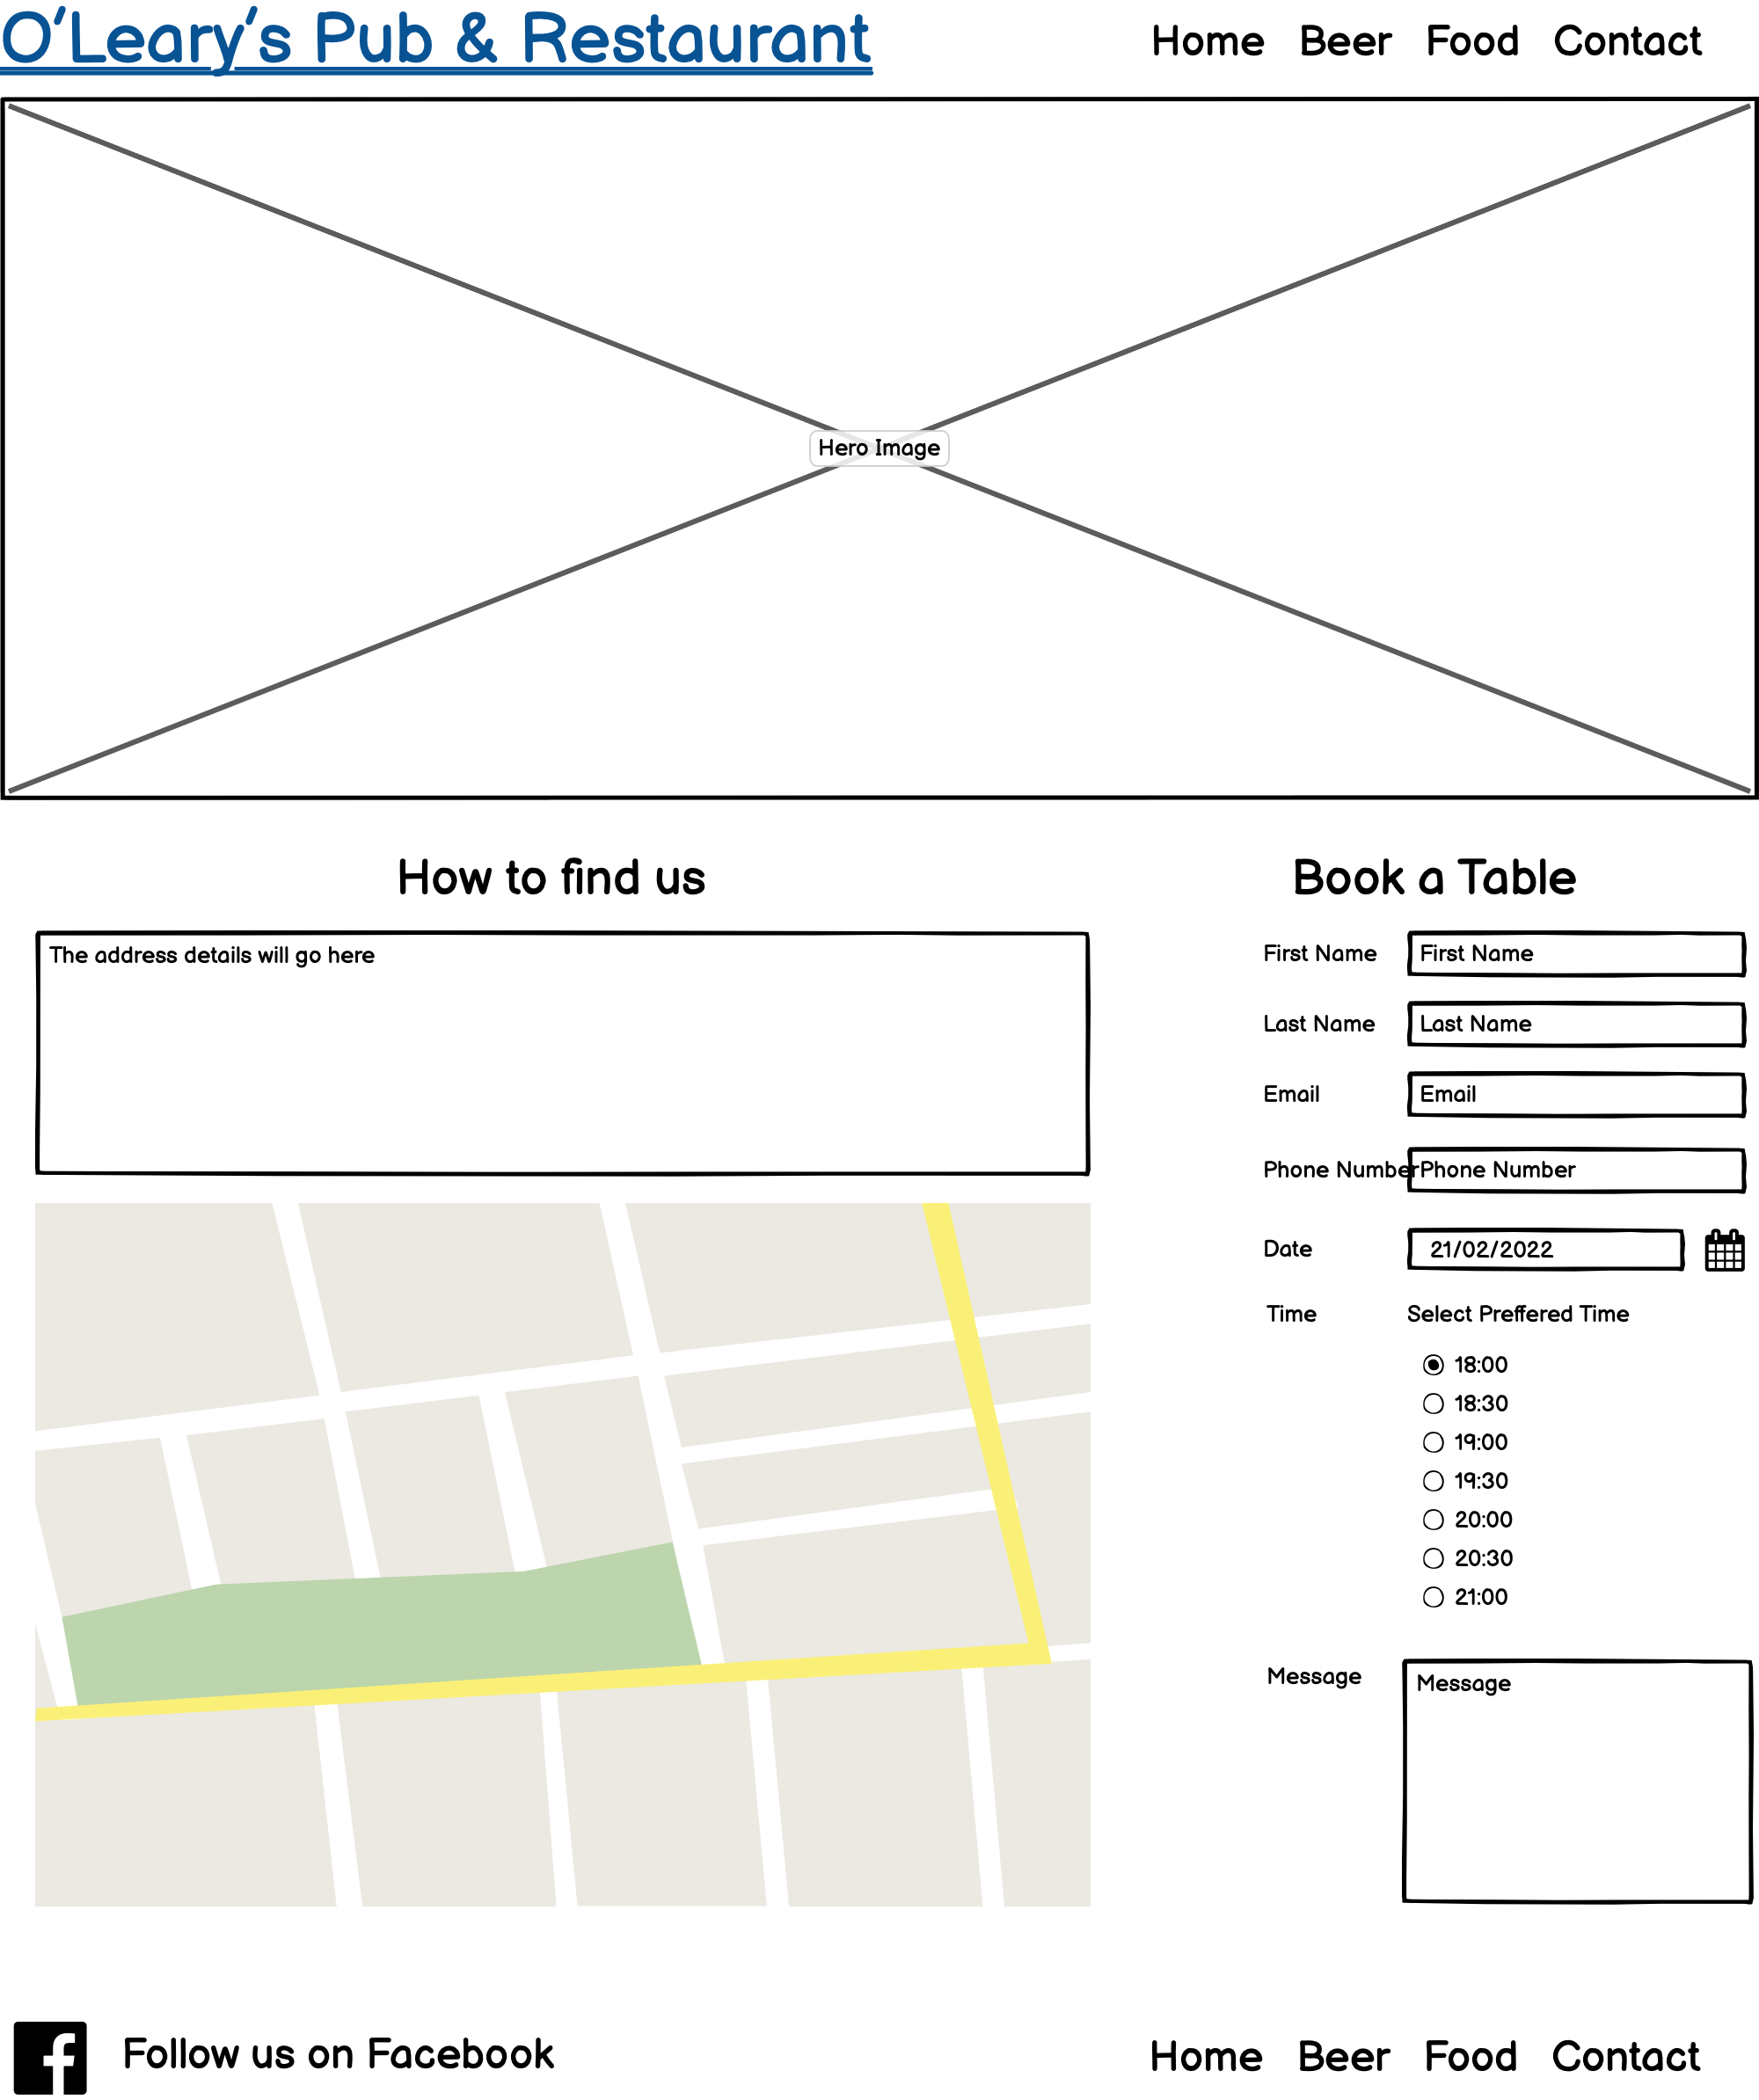 O'Leary's Pub & Restaurant
Home Beer Food Contact
Hero Image
How to find us
The address details will go here
Book a Table
First Name First Name
Last Name Last Name
Email Email
Phone Number Phone Number
Date 21/02/2022
Time Select Preffered Time
18:00
18:30
19:00
19:30
20:00
20:30
21:00
Message Message
Follow us on Facebook
Home Beer Food Contact